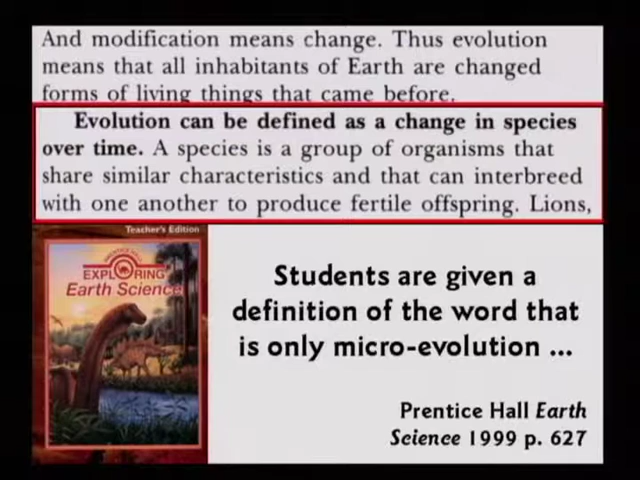 And modification means change. Thus evolution
means that all inhabitants of Earth are changed
forms of living things that came before.
Evolution can be defined as a change in species
over time. A species is a group of organisms that
share similar characteristics and that can interbreed
with one another to produce fertile offspring. Lions,
Teacher's Edition
PRENTICE HALL
EXPLORING
Earth Science
Students are given a
definition of the word that
is only micro-evolution ...
Prentice Hall Earth
Science 1999 p. 627